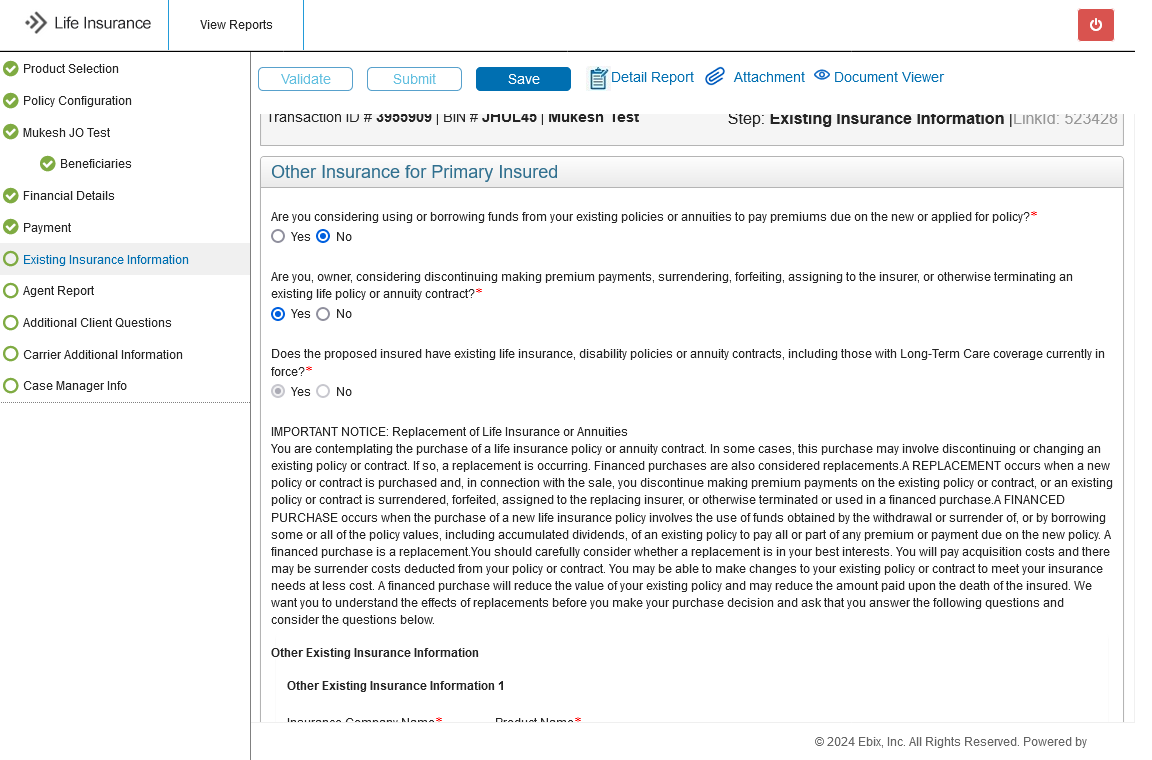 Life Insurance
View Reports
Product Selection
Policy Configuration
Mukesh JO Test
Beneficiaries
Financial Details
Payment
Existing Insurance Information
Agent Report
Additional Client Questions
Carrier Additional Information
Case Manager Info
Validate
Submit
Save
Detail Report
Attachment
Document Viewer
Transaction ID # 3955909 | BIN # JHUL45 | Mukesh Test
Step: Existing Insurance Information |LinkId: 523428
Other Insurance for Primary Insured
Are you considering using or borrowing funds from your existing policies or annuities to pay premiums due on the new or applied for policy?*
Yes No
Are you, owner, considering discontinuing making premium payments, surrendering, forfeiting, assigning to the insurer, or otherwise terminating an
existing life policy or annuity contract?*
Yes No
Does the proposed insured have existing life insurance, disability policies or annuity contracts, including those with Long-Term Care coverage currently in
force?*
Yes No
IMPORTANT NOTICE: Replacement of Life Insurance or Annuities
You are contemplating the purchase of a life insurance policy or annuity contract. In some cases, this purchase may involve discontinuing or changing an
existing policy or contract. If so, a replacement is occurring. Financed purchases are also considered replacements.A REPLACEMENT occurs when a new
policy or contract is purchased and, in connection with the sale, you discontinue making premium payments on the existing policy or contract, or an existing
policy or contract is surrendered, forfeited, assigned to the replacing insurer, or otherwise terminated or used in a financed purchase.A FINANCED
PURCHASE occurs when the purchase of a new life insurance policy involves the use of funds obtained by the withdrawal or surrender of, or by borrowing
some or all of the policy values, including accumulated dividends, of an existing policy to pay all or part of any premium or payment due on the new policy. A
financed purchase is a replacement.You should carefully consider whether a replacement is in your best interests. You will pay acquisition costs and there
may be surrender costs deducted from your policy or contract. You may be able to make changes to your existing policy or contract to meet your insurance
needs at less cost. A financed purchase will reduce the value of your existing policy and may reduce the amount paid upon the death of the insured. We
want you to understand the effects of replacements before you make your purchase decision and ask that you answer the following questions and
consider the questions below.
Other Existing Insurance Information
Other Existing Insurance Information 1
Insurance Company Name* Product Name*
© 2024 Ebix, Inc. All Rights Reserved. Powered by